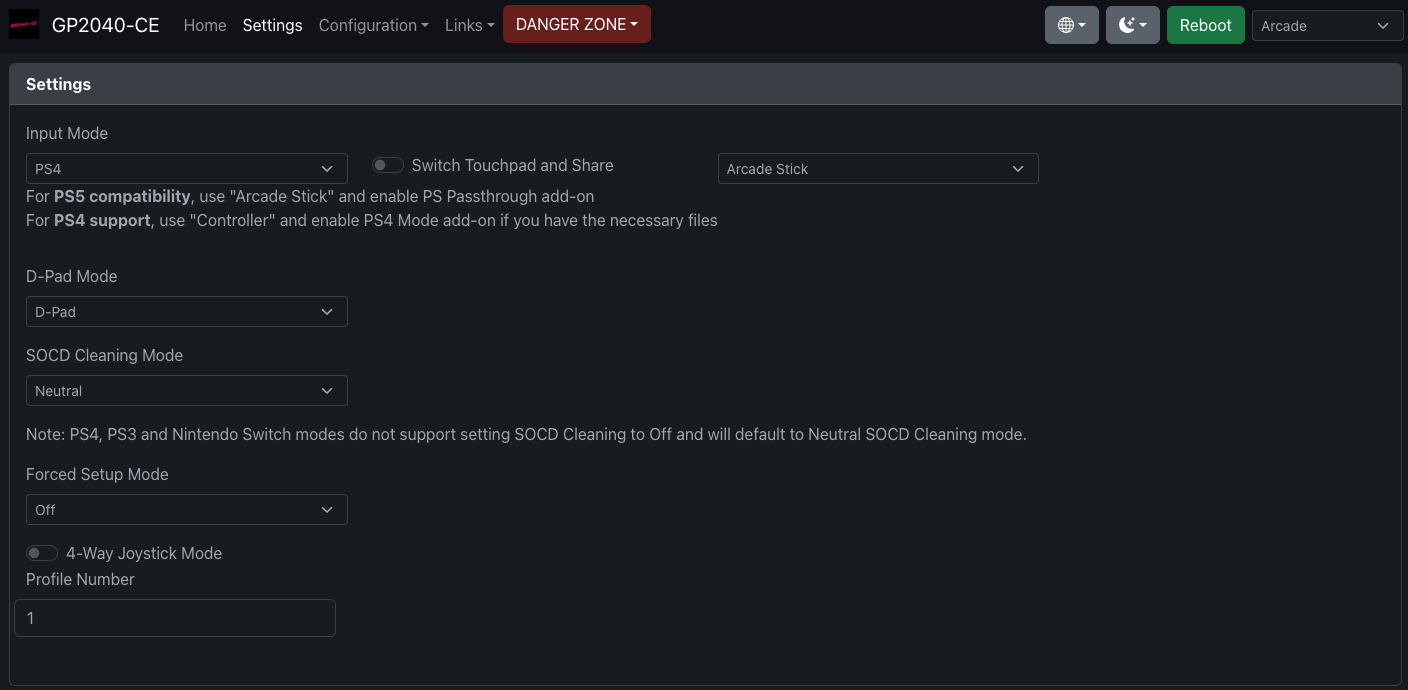 GP2040-CE Home Settings Configuration Links DANGER ZONE Reboot Arcade
Settings
Input Mode
PS4 Switch Touchpad and Share Arcade Stick
For PS5 compatibility, use "Arcade Stick" and enable PS Passthrough add-on
For PS4 support, use "Controller" and enable PS4 Mode add-on if you have the necessary files
D-Pad Mode
D-Pad
SOCD Cleaning Mode
Neutral
Note: PS4, PS3 and Nintendo Switch modes do not support setting SOCD Cleaning to Off and will default to Neutral SOCD Cleaning mode.
Forced Setup Mode
Off
4-Way Joystick Mode
Profile Number
1